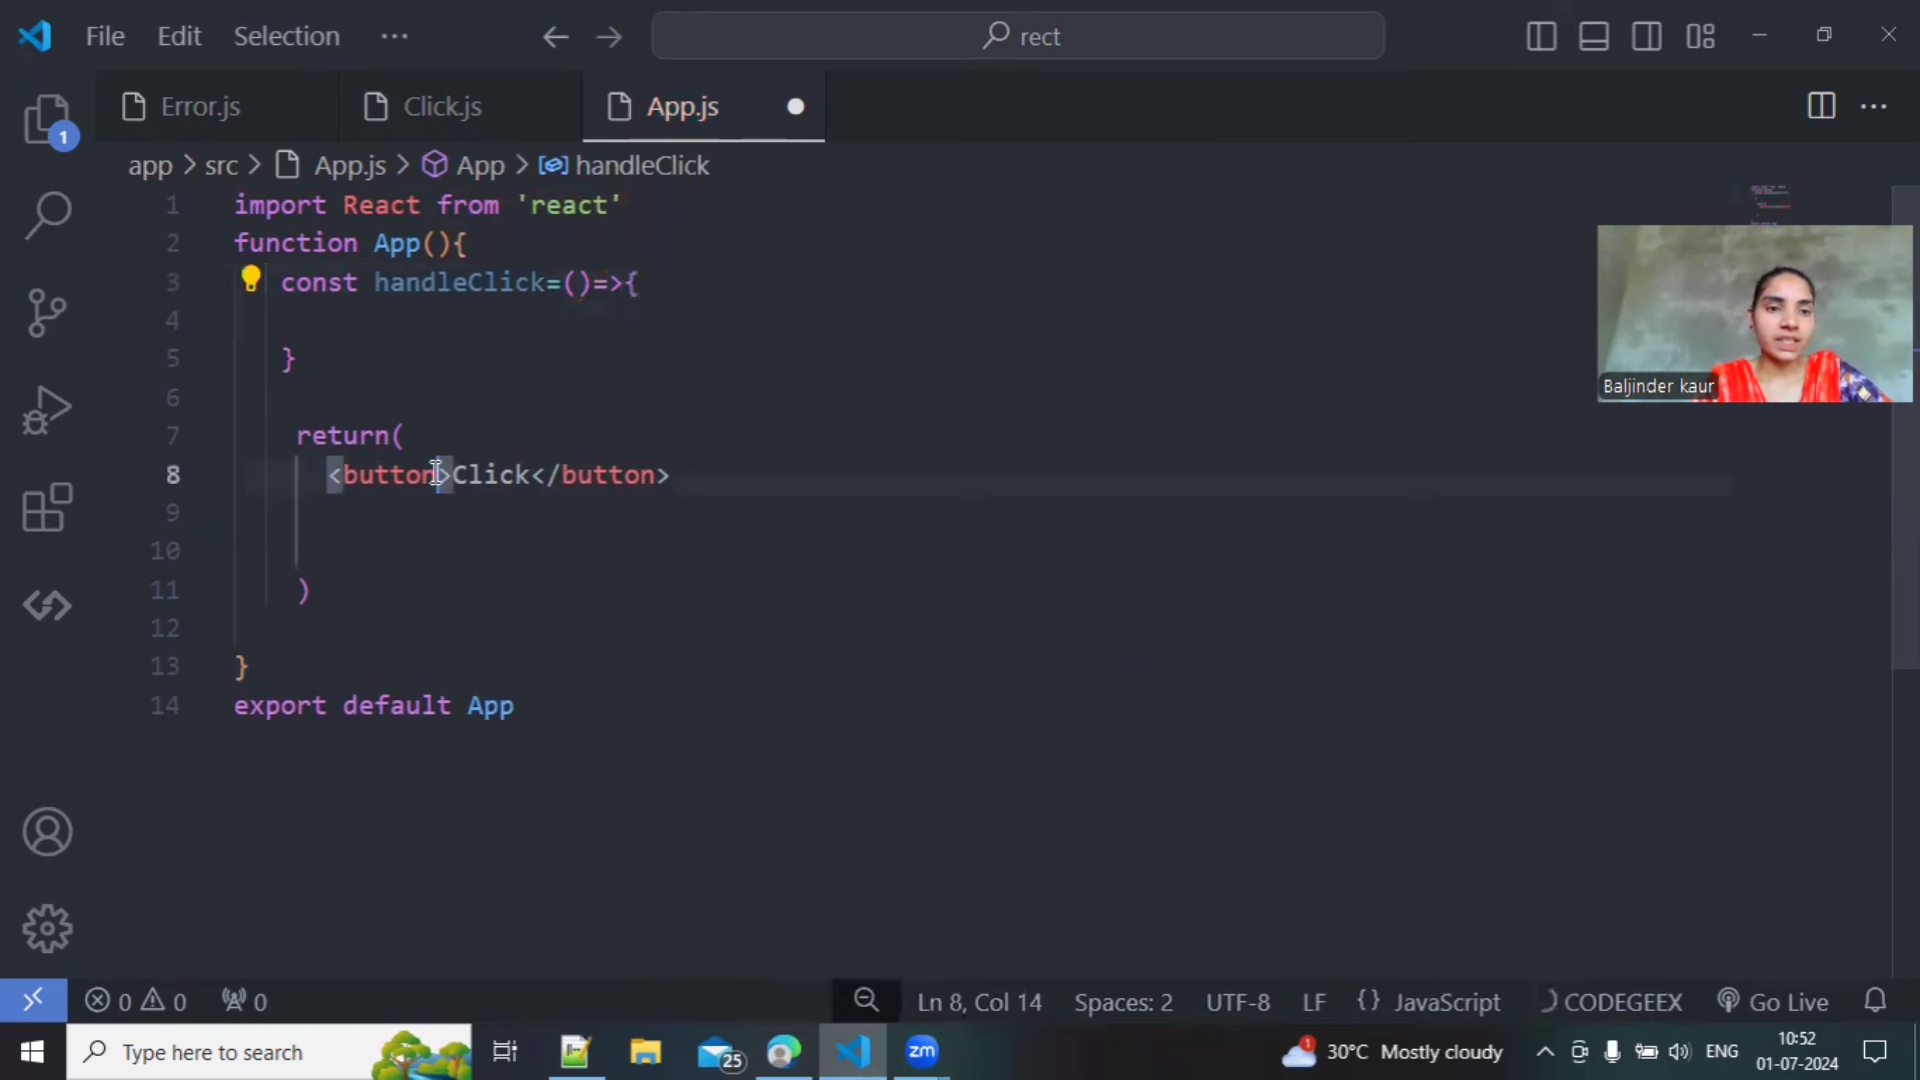 File Edit Selection ··· rect
Error.js Click.js App.js
app > src > App.js > App > handleClick
1 import React from 'react'
2 function App(){
3 const handleClick=()=>{
4
5 }
6
7 return(
8 <button>Click</button>
9
10
11 )
12
13 }
14 export default App
1
Baljinder kaur
0 0 0 Ln 8, Col 14 Spaces: 2 UTF-8 LF {} JavaScript CODEGEEX Go Live
Type here to search 25 zm 1 30°C Mostly cloudy ENG 10:52
01-07-2024